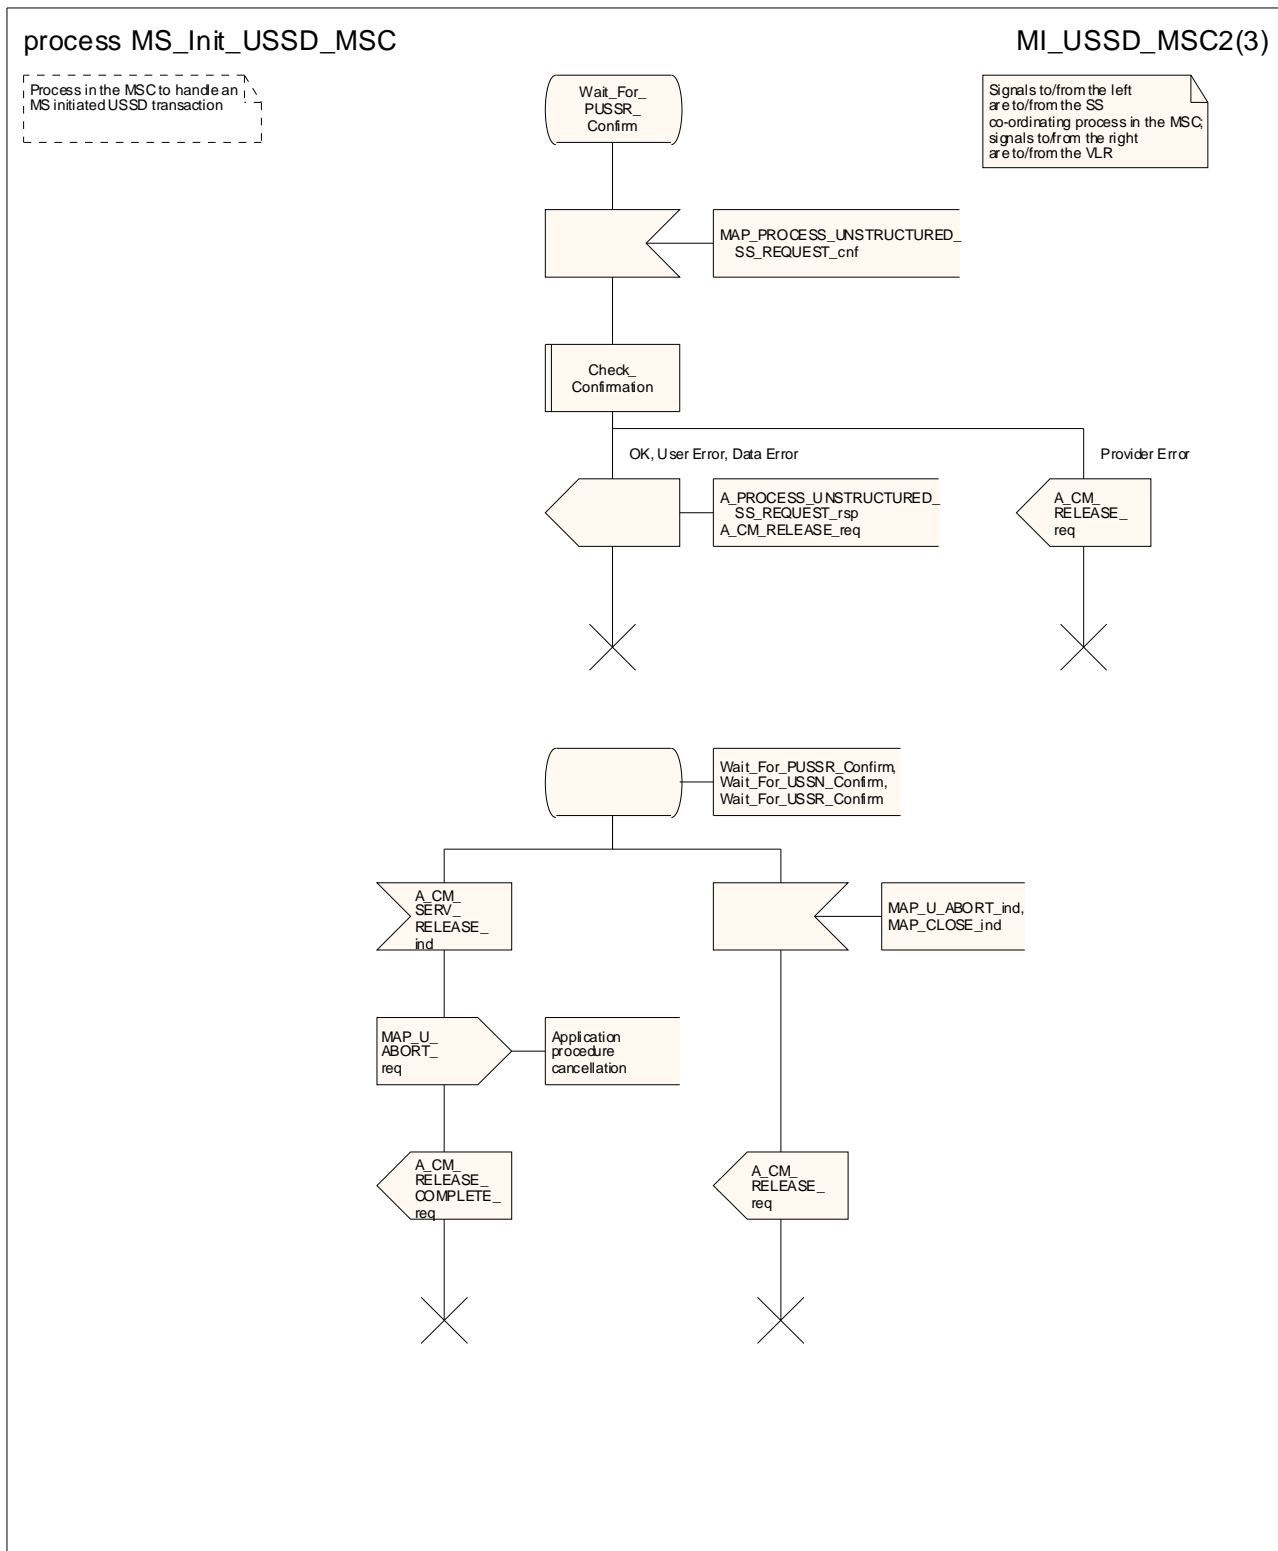 process MS_Init_USSD_MSC
MI_USSD_MSC2(3)
Process in the MSC to handle an
MS initiated USSD transaction
Wait_For_
PUSSR_
Confirm
Signals to/from the left
are to/from the SS
co-ordinating process in the MSC;
signals to/from the right
are to/from the VLR
MAP_PROCESS_UNSTRUCTURED_
SS_REQUEST_cnf
Check_
Confirmation
OK, User Error, Data Error
Provider Error
A_PROCESS_UNSTRUCTURED_
SS_REQUEST_rsp
A_CM_RELEASE_req
A_CM_
RELEASE_
req
Wait_For_PUSSR_Confirm,
Wait_For_USSN_Confirm,
Wait_For_USSR_Confirm
A_CM_
SERV_
RELEASE_
ind
MAP_U_ABORT_ind,
MAP_CLOSE_ind
MAP_U_
ABORT_
req
Application
procedure
cancellation
A_CM_
RELEASE_
COMPLETE_
req
A_CM_
RELEASE_
req